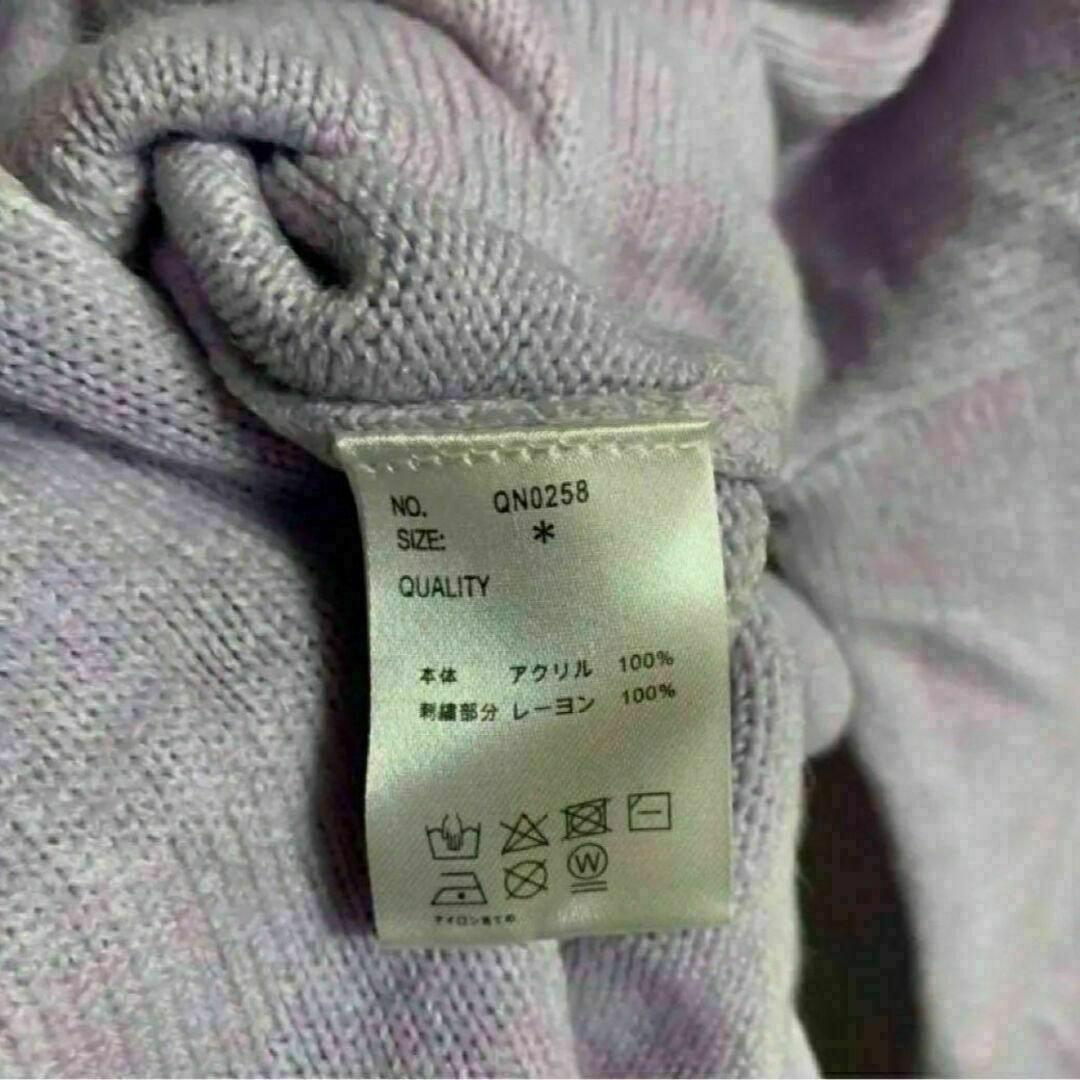 NO. QN0258
SIZE: *
QUALITY
本体 アクリル 100%
刺繍部分 レーヨン 100%
W
アイロン当て布